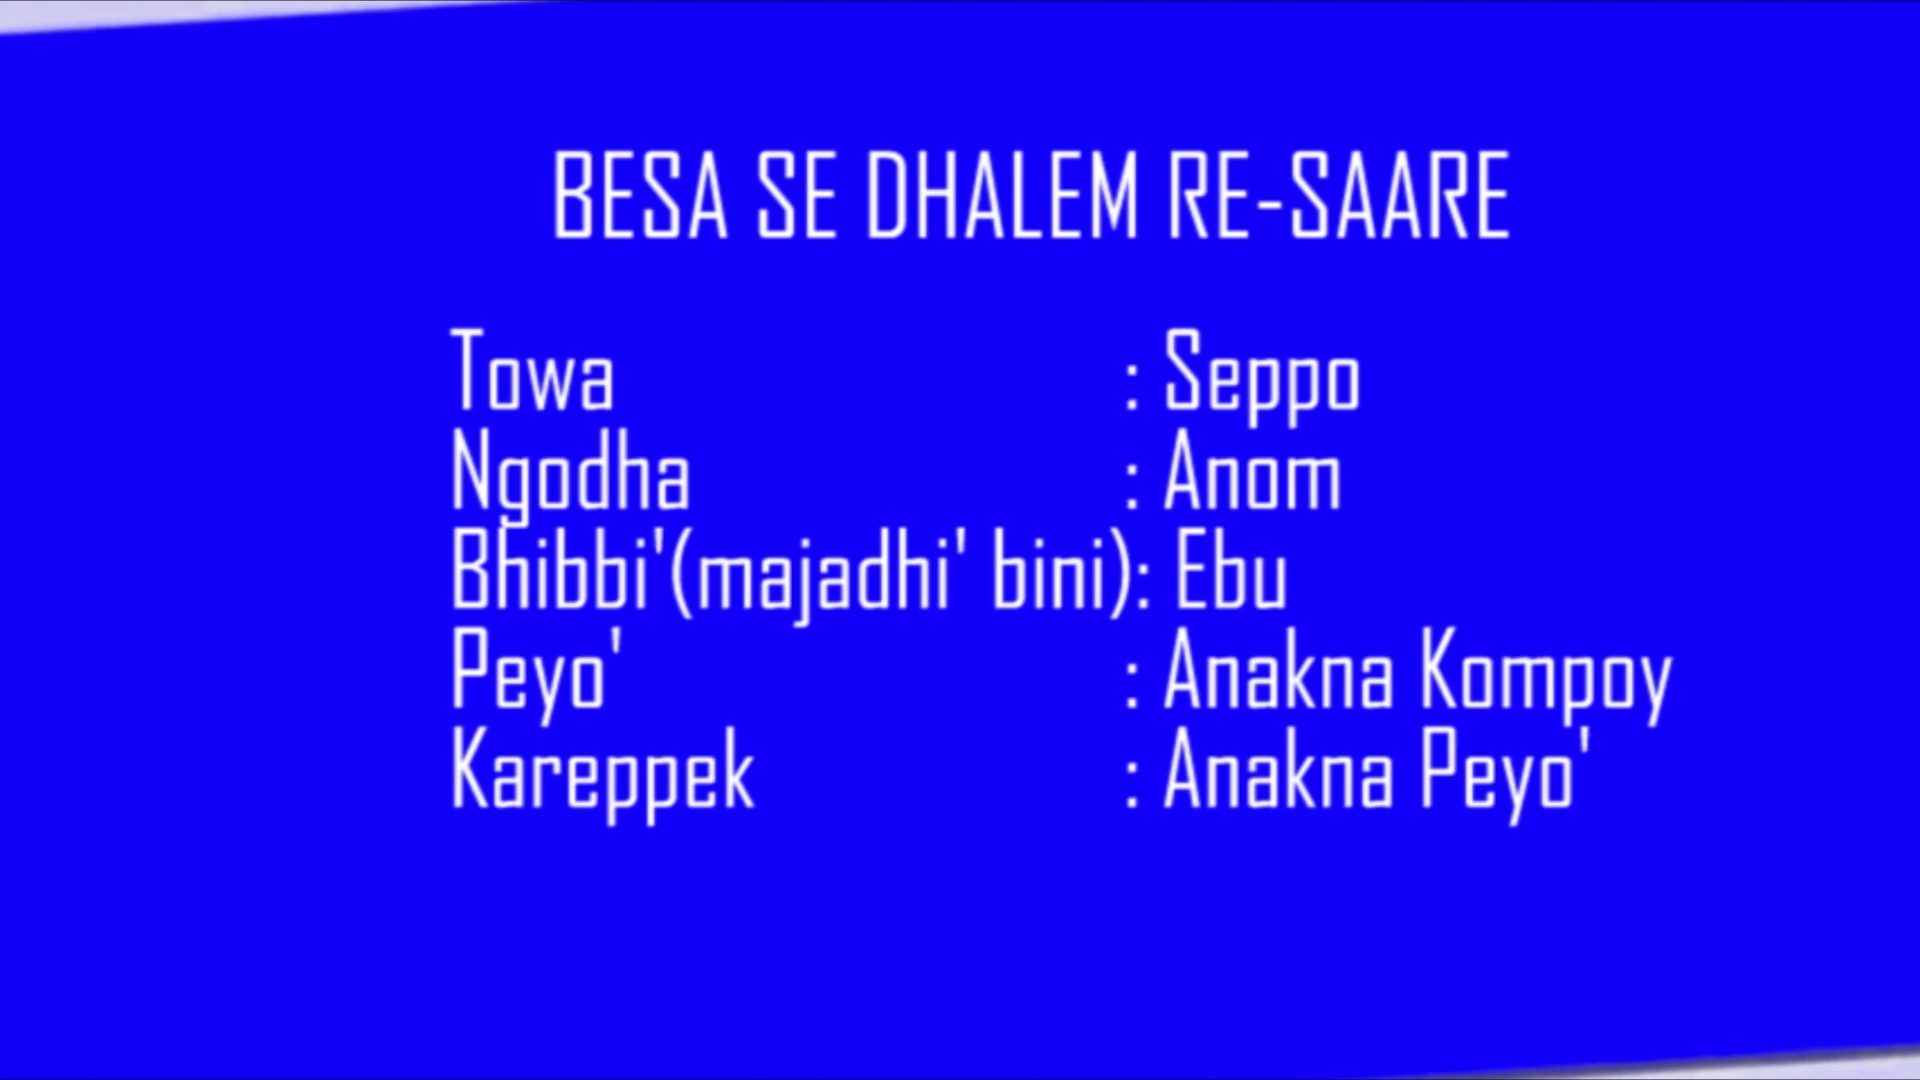 BESA SE DHALEM RE-SAARE
Towa : Seppo
Ngodha : Anom
Bhibbi'(majadhi' bini): Ebu
Peyo' : Anakna Kompoy
Kareppek : Anakna Peyo'